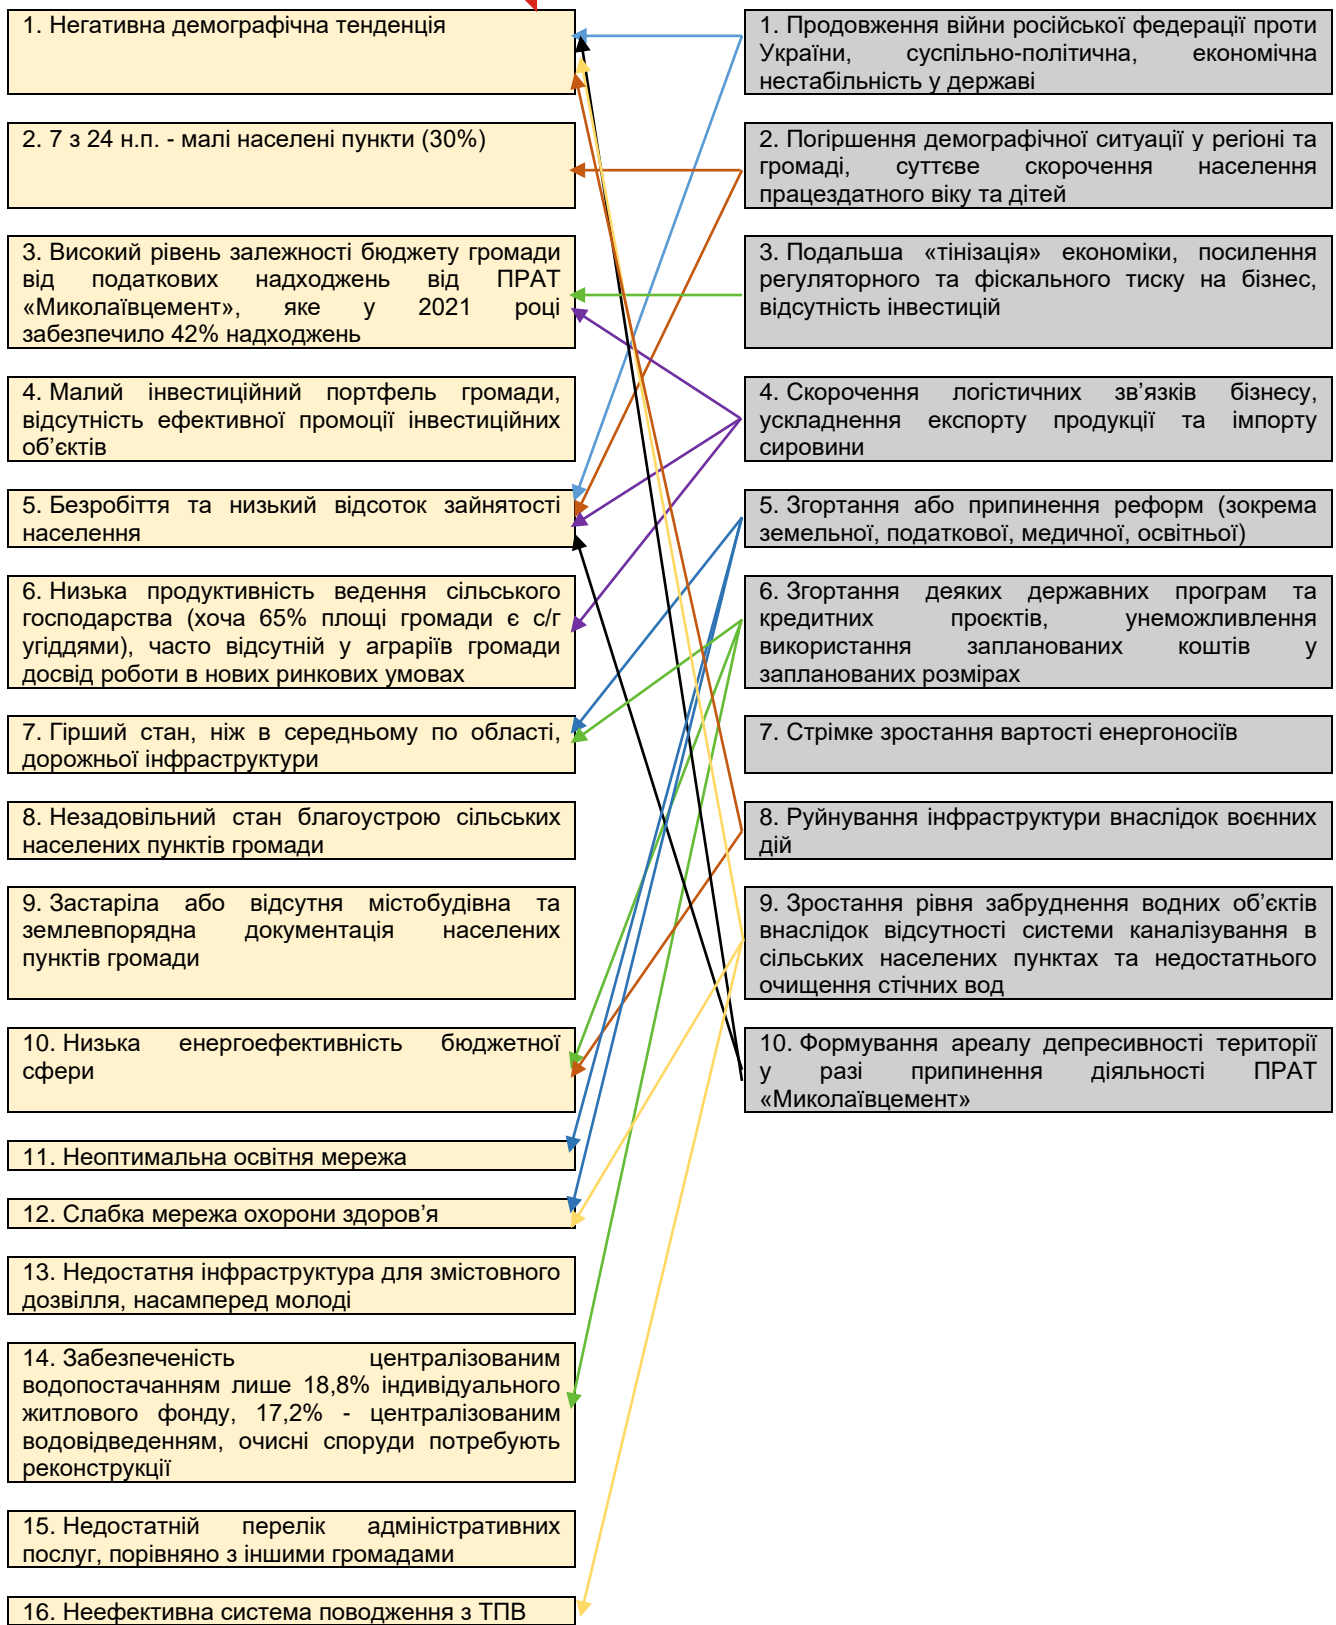 1. Негативна демографічна тенденція
2. 7 з 24 н.п. - малі населені пункти (30%)
3. Високий рівень залежності бюджету громади
від податкових надходжень від ПРАТ
«Миколаївцемент», яке у 2021 році
забезпечило 42% надходжень
4. Малий інвестиційний портфель громади,
відсутність ефективної промоції інвестиційних
об’єктів
5. Безробіття та низький відсоток зайнятості
населення
6. Низька продуктивність ведення сільського
господарства (хоча 65% площі громади є с/г
угіддями), часто відсутній у аграріїв громади
досвід роботи в нових ринкових умовах
7. Гірший стан, ніж в середньому по області,
дорожньої інфраструктури
8. Незадовільний стан благоустрою сільських
населених пунктів громади
9. Застаріла або відсутня містобудівна та
землевпорядна документація населених
пунктів громади
10. Низька енергоефективність бюджетної
сфери
11. Неоптимальна освітня мережа
12. Слабка мережа охорони здоров’я
13. Недостатня інфраструктура для змістовного
дозвілля, насамперед молоді
14. Забезпеченість централізованим
водопостачанням лише 18,8% індивідуального
житлового фонду, 17,2% - централізованим
водовідведенням, очисні споруди потребують
реконструкції
15. Недостатній перелік адміністративних
послуг, порівняно з іншими громадами
16. Неефективна система поводження з ТПВ
1. Продовження війни російської федерації проти
України, суспільно-політична, економічна
нестабільність у державі
2. Погіршення демографічної ситуації у регіоні та
громаді, суттєве скорочення населення
працездатного віку та дітей
3. Подальша «тінізація» економіки, посилення
регуляторного та фіскального тиску на бізнес,
відсутність інвестицій
4. Скорочення логістичних зв’язків бізнесу,
ускладнення експорту продукції та імпорту
сировини
5. Згортання або припинення реформ (зокрема
земельної, податкової, медичної, освітньої)
6. Згортання деяких державних програм та
кредитних проєктів, унеможливлення
використання запланованих коштів у
запланованих розмірах
7. Стрімке зростання вартості енергоносіїв
8. Руйнування інфраструктури внаслідок воєнних
дій
9. Зростання рівня забруднення водних об’єктів
внаслідок відсутності системи каналізування в
сільських населених пунктах та недостатнього
очищення стічних вод
10. Формування ареалу депресивності території
у разі припинення діяльності ПРАТ
«Миколаївцемент»